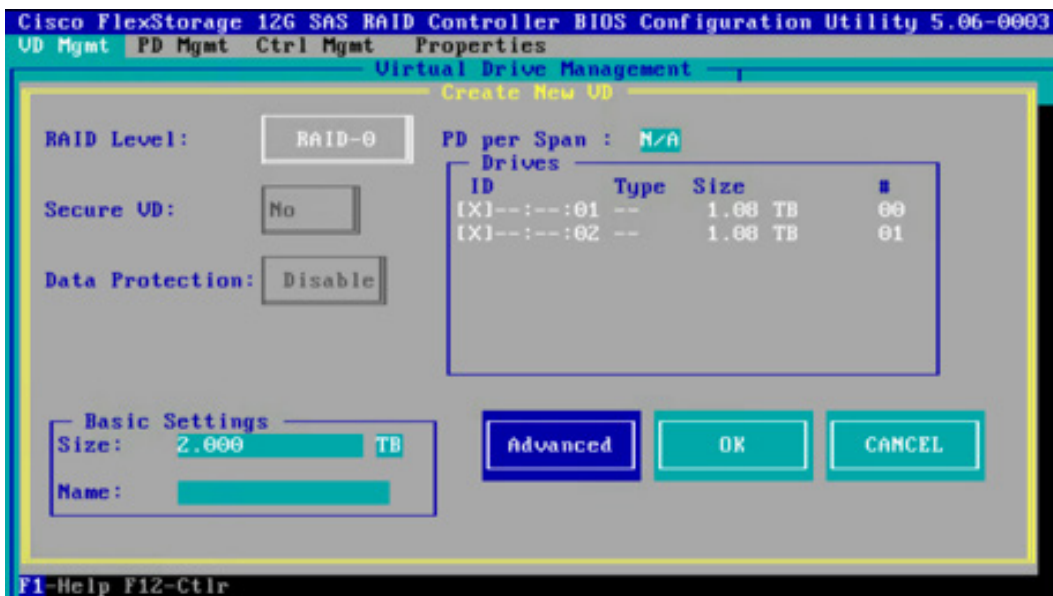 Cisco FlexStorage 12G SAS RAID Controller BIOS Configuration Utility 5.06-0003
VD Mgmt PD Mgmt Ctrl Mgmt Properties
Virtual Drive Management
Create New VD
RAID Level: RAID-0 PD per Span : N/A
Drives
ID Type Size #
Secure VD: No
[X]--:--:01 -- 1.08 TB 00
[X]--:--:02 -- 1.08 TB 01
Data Protection: Disable
Basic Settings
Size: 2.000 TB
Name:
Advanced OK CANCEL
F1-Help F12-Ctlr